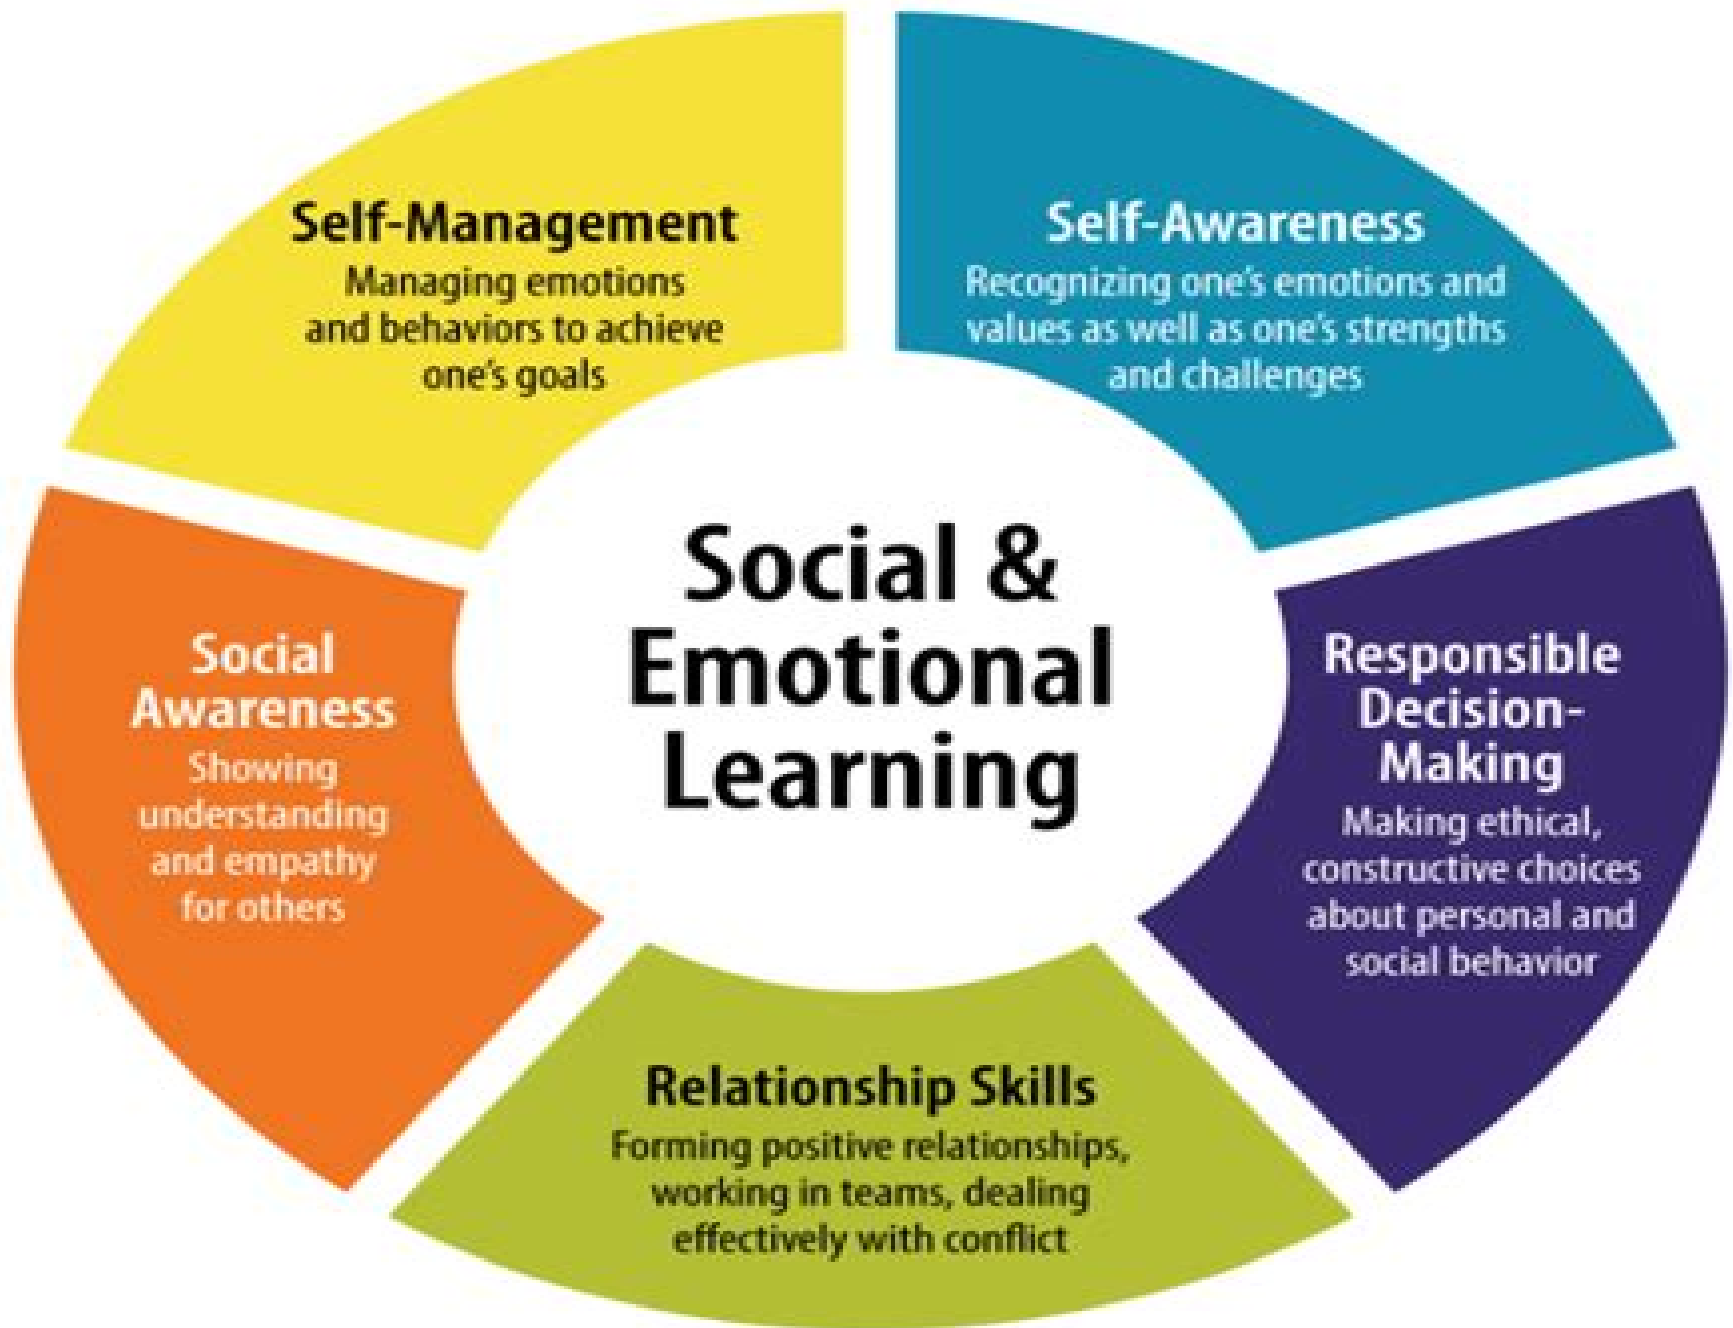 Self-Management
Managing emotions
and behaviors to achieve
one's goals
Self-Awareness
Recognizing one's emotions and
values as well as one's strengths
and challenges
Social &
Emotional
Learning
Social
Awareness
Showing
understanding
and empathy
for others
Responsible
Decision-
Making
Making ethical,
constructive choices
about personal and
social behavior
Relationship Skills
Forming positive relationships,
working in teams, dealing
effectively with conflict